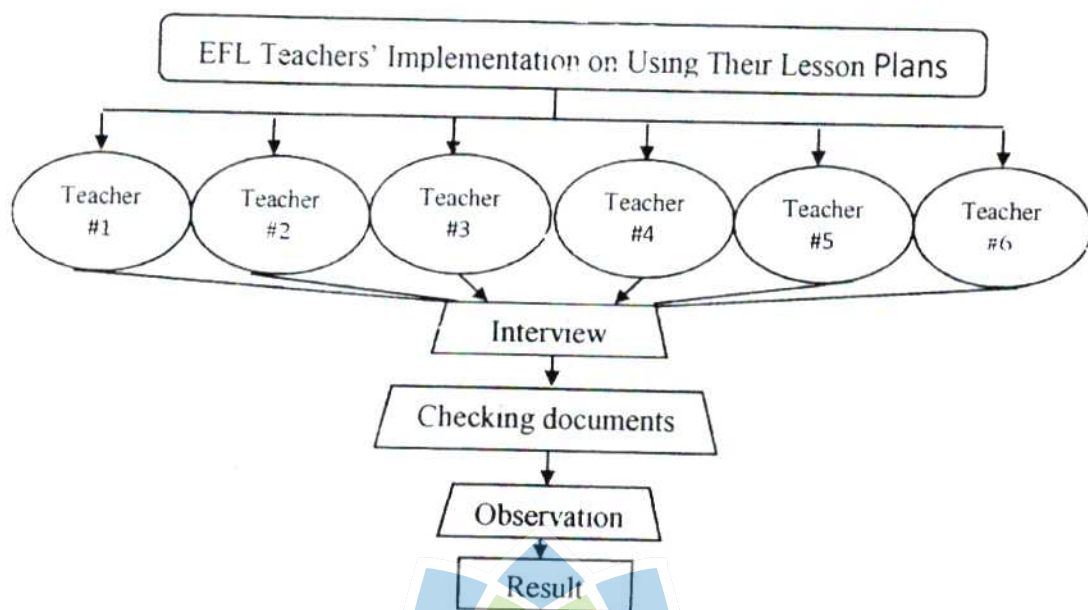 EFL Teachers' Implementation on Using Their Lesson Plans
Teacher
#1
Teacher
#2
Teacher
#3
Teacher
#4
Teacher
#5
Teacher
#6
Interview
Checking documents
Observation
Result